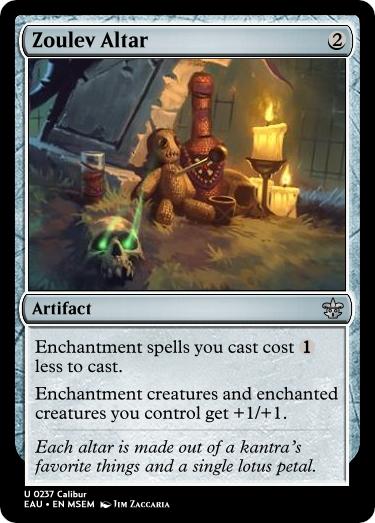 Zoulev Altar 2
Artifact
Enchantment spells you cast cost 1
less to cast.
Enchantment creatures and enchanted
creatures you control get +1/+1.
Each altar is made out of a kantra's
favorite things and a single lotus petal.
U 0237 Calibur
EAU • EN MSEM Jim Zaccaria